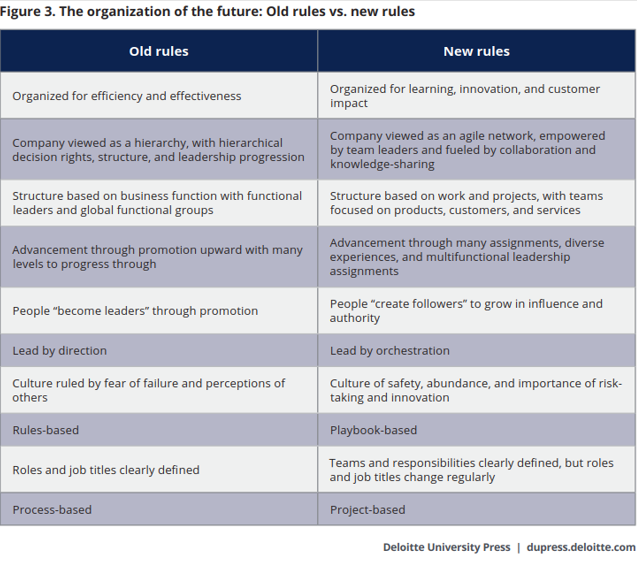 Figure 3. The organization of the future: Old rules vs. new rules
Old rules
New rules
Organized for efficiency and effectiveness
Organized for learning, innovation, and customer
impact
Company viewed as a hierarchy, with hierarchical
decision rights, structure, and leadership progression
Company viewed as an agile network, empowered
by team leaders and fueled by collaboration and
knowledge-sharing
Structure based on business function with functional
leaders and global functional groups
Structure based on work and projects, with teams
focused on products, customers, and services
Advancement through promotion upward with many
levels to progress through
Advancement through many assignments, diverse
experiences, and multifunctional leadership
assignments
People “become leaders” through promotion
People “create followers” to grow in influence and
authority
Lead by direction
Lead by orchestration
Culture ruled by fear of failure and perceptions of
others
Culture of safety, abundance, and importance of risk-
taking and innovation
Rules-based
Playbook-based
Roles and job titles clearly defined
Teams and responsibilities clearly defined, but roles
and job titles change regularly
Process-based
Project-based
Deloitte University Press | dupress.deloitte.com